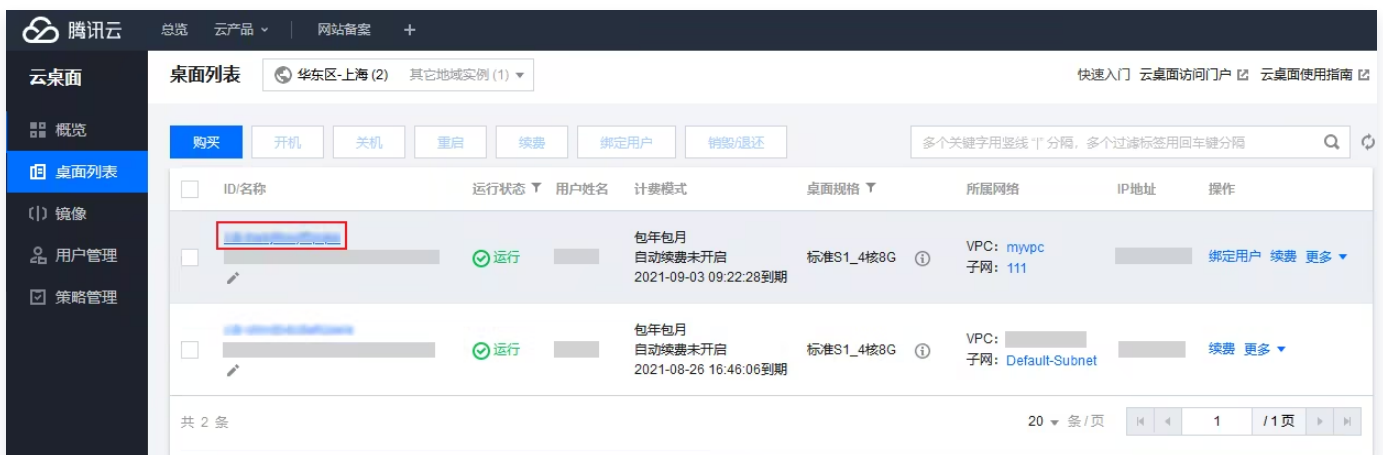 腾讯云 总览 云产品 网站备案 +
云桌面
概览
桌面列表
镜像
用户管理
策略管理
桌面列表 华东区-上海 (2) 其它地域实例 (1) 快速入门 云桌面访问门户 云桌面使用指南
购买 开机 关机 重启 续费 绑定用户 销毁/退还 多个关键字用竖线 "|" 分隔，多个过滤标签用回车键分隔
ID/名称 运行状态 用户姓名 计费模式 桌面规格 所属网络 IP地址 操作
包年包月
运行 自动续费未开启 标准S1_4核8G VPC: myvpc 绑定用户 续费 更多
2021-09-03 09:22:28到期 子网: 111
包年包月
运行 自动续费未开启 标准S1_4核8G VPC: 续费 更多
2021-08-26 16:46:06到期 子网: Default-Subnet
共 2 条 20 条 / 页 1 / 1 页